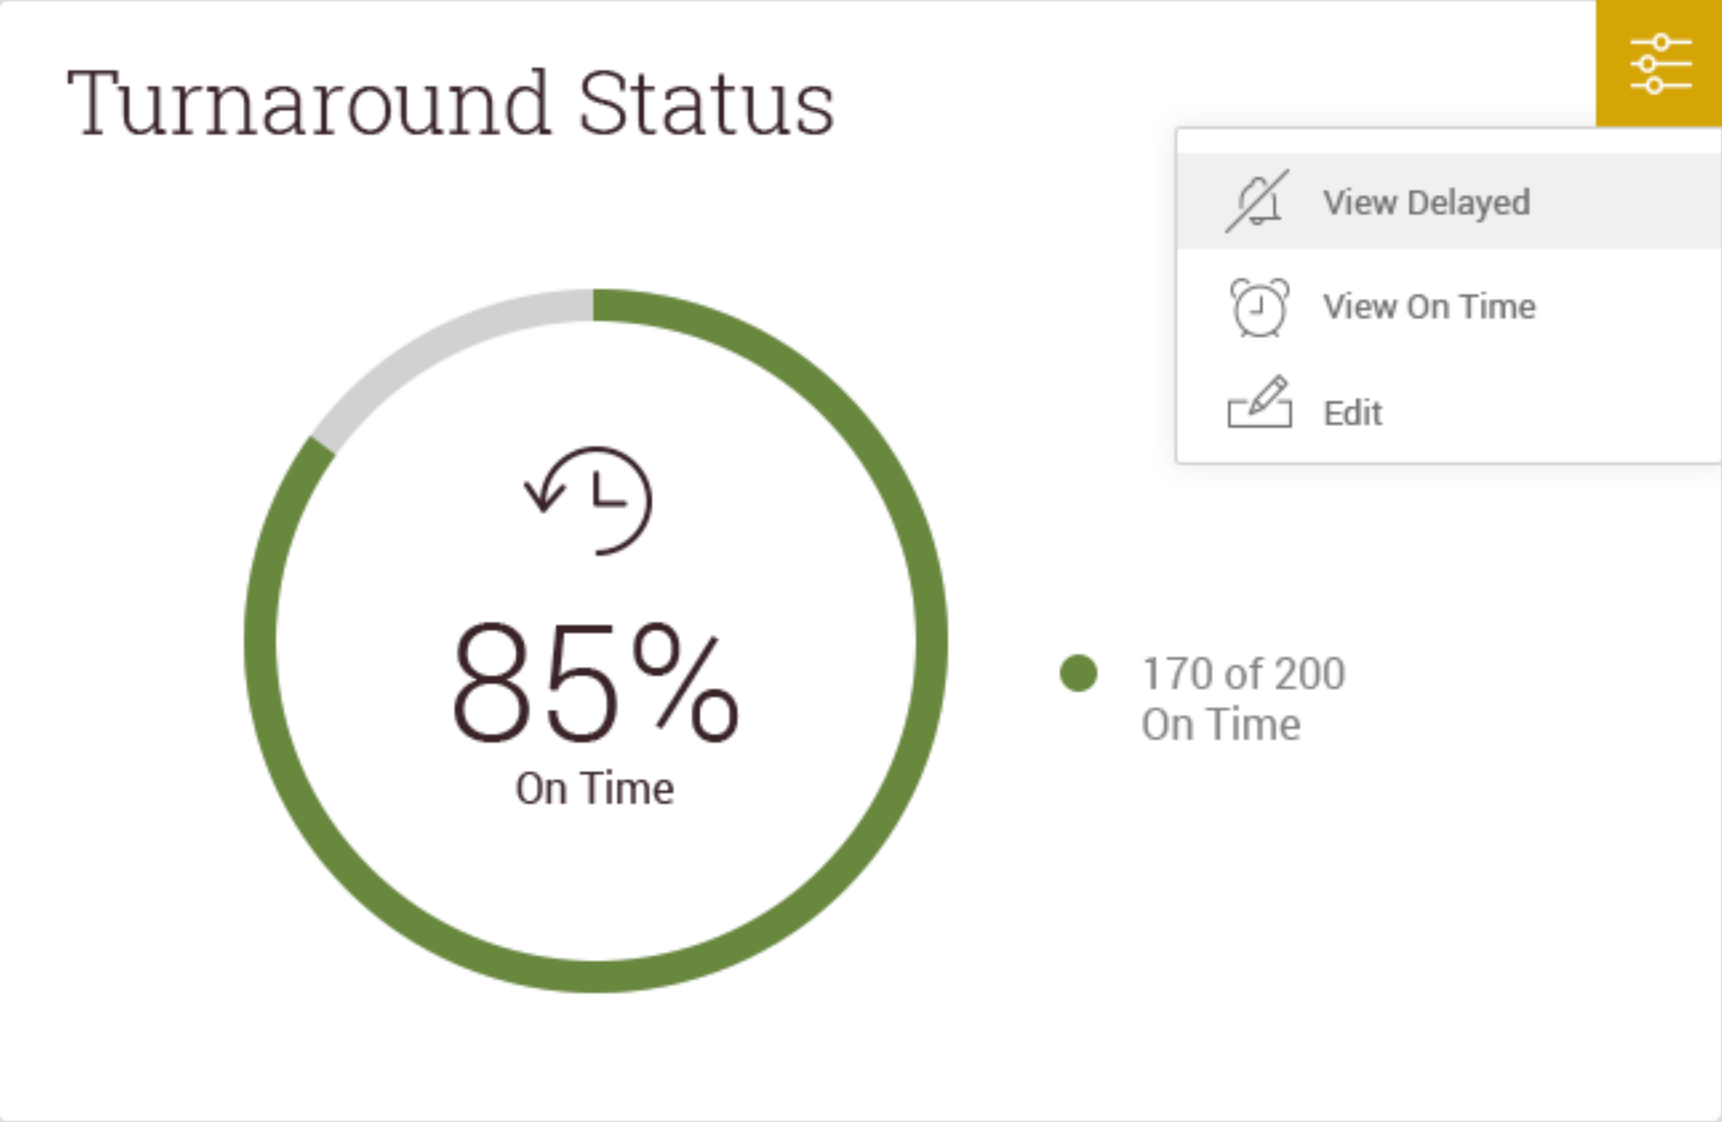 Turnaround Status
View Delayed
View On Time
Edit
85%
On Time
170 of 200
On Time